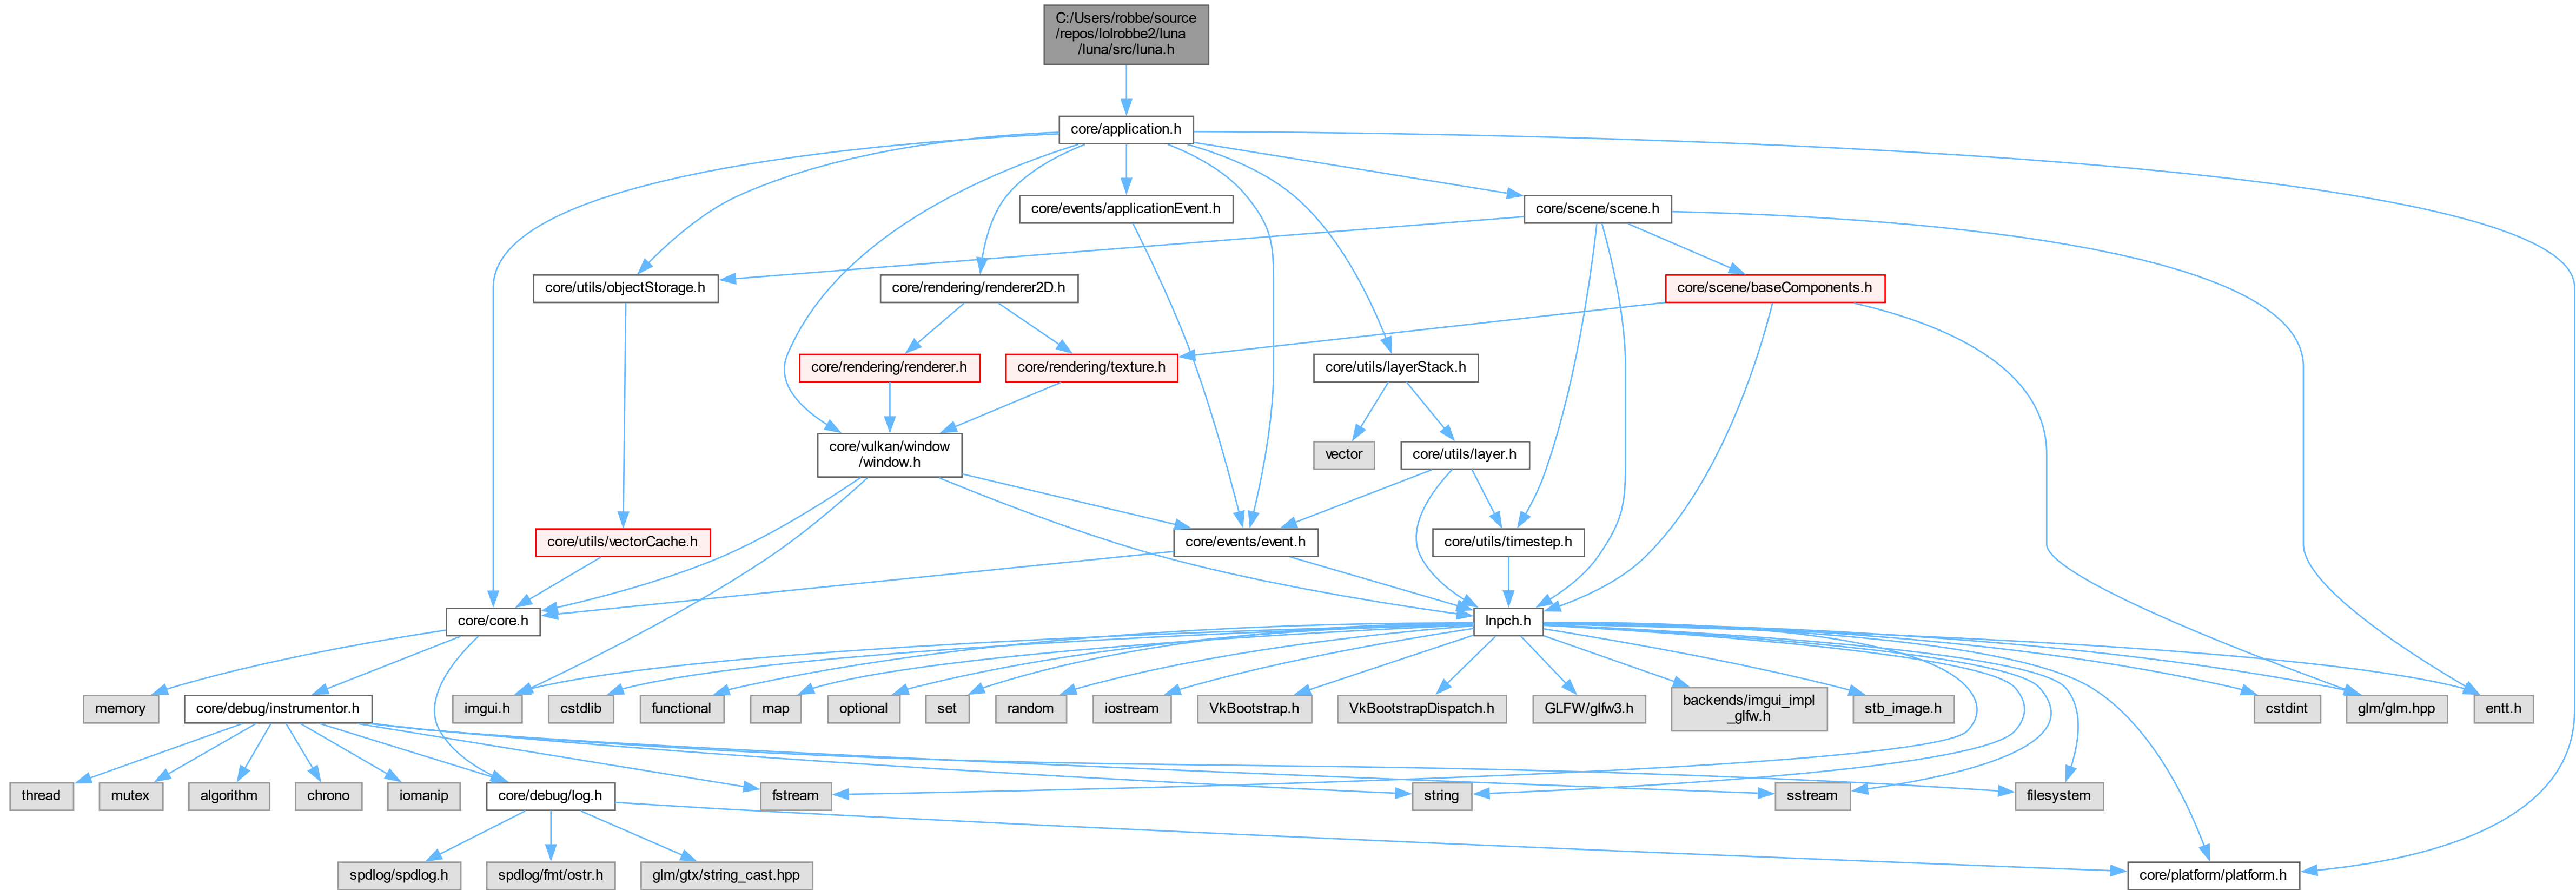 C:/Users/robbe/source
/repos/lolrobbe2/luna
/luna/src/luna.h
core/application.h
core/events/applicationEvent.h
core/scene/scene.h
core/utils/objectStorage.h
core/rendering/renderer2D.h
core/scene/baseComponents.h
core/rendering/renderer.h
core/rendering/texture.h
core/utils/layerStack.h
core/vulkan/window
/window.h
vector
core/utils/layer.h
core/utils/vectorCache.h
core/events/event.h
core/utils/timestep.h
core/core.h
lnpch.h
memory
core/debug/instrumentor.h
imgui.h
cstdlib
functional
map
optional
set
random
iostream
VkBootstrap.h
VkBootstrapDispatch.h
GLFW/glfw3.h
backends/imgui_impl
_glfw.h
stb_image.h
cstdint
glm/glm.hpp
entt.h
thread
mutex
algorithm
chrono
iomanip
core/debug/log.h
fstream
string
sstream
filesystem
spdlog/spdlog.h
spdlog/fmt/ostr.h
glm/gtx/string_cast.hpp
core/platform/platform.h